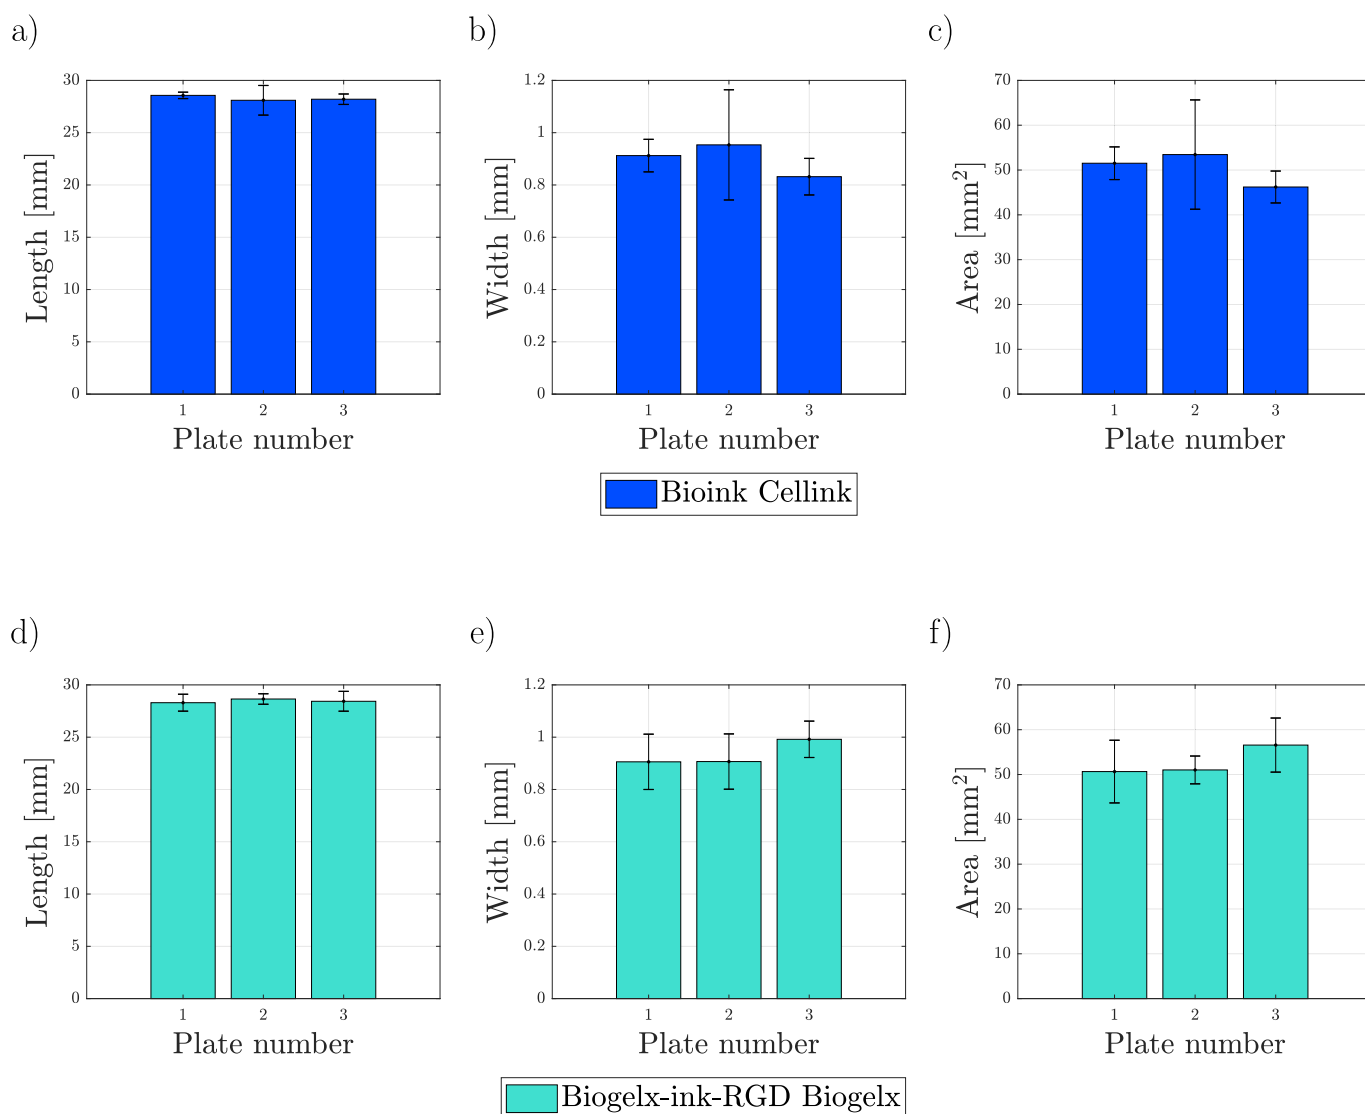 a)
b)
c)
30
25
20
15
10
5
0
Length [mm]
1 2 3
Plate number
1.2
1
0.8
0.6
0.4
0.2
0
Width [mm]
1 2 3
Plate number
70
60
50
40
30
20
10
0
Area [mm²]
1 2 3
Plate number
Bioink Cellink
d)
e)
f)
30
25
20
15
10
5
0
Length [mm]
1 2 3
Plate number
1.2
1
0.8
0.6
0.4
0.2
0
Width [mm]
1 2 3
Plate number
70
60
50
40
30
20
10
0
Area [mm²]
1 2 3
Plate number
Biogelx-ink-RGD Biogelx